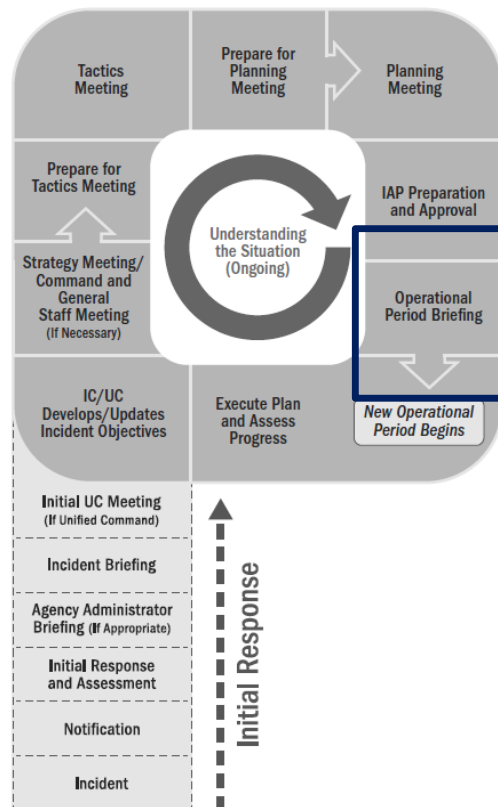 Tactics
Meeting
Prepare for
Planning
Meeting
Planning
Meeting
Prepare for
Tactics Meeting
IAP Preparation
and Approval
Understanding
the Situation
(Ongoing)
Strategy Meeting/
Command and
General
Staff Meeting
(If Necessary)
Operational
Period Briefing
IC/UC
Develops/Updates
Incident Objectives
Execute Plan
and Assess
Progress
New Operational
Period Begins
Initial UC Meeting
(If Unified Command)
Incident Briefing
Agency Administrator
Briefing (If Appropriate)
Initial Response
and Assessment
Notification
Incident
Initial Response